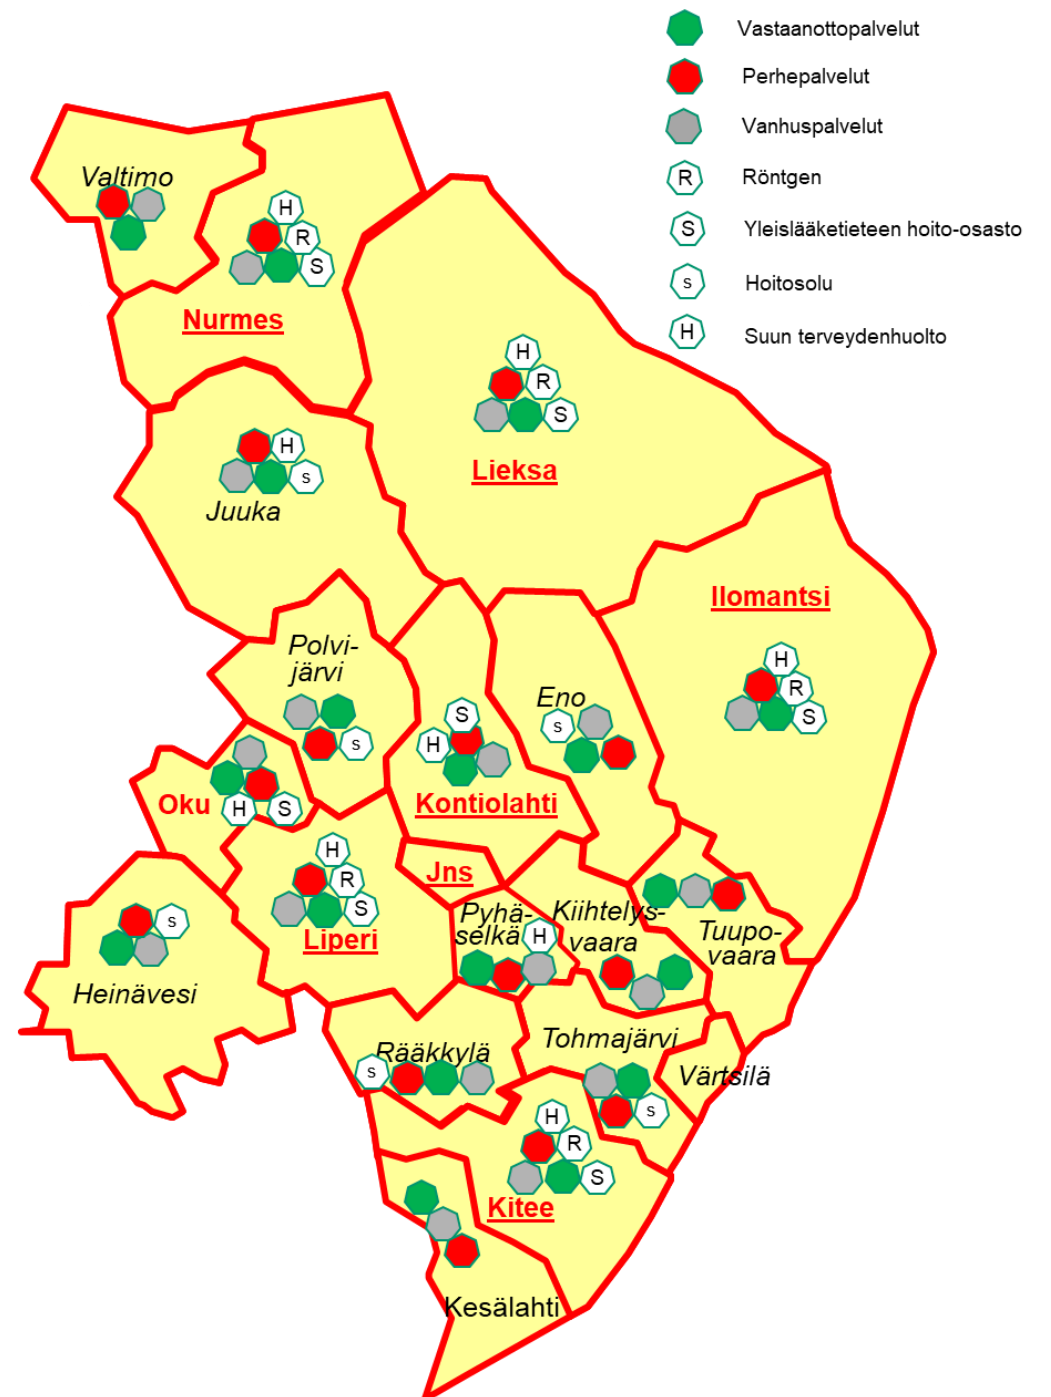 Vastaanottopalvelut
Perhepalvelut
Vanhuspalvelut
R Röntgen
S Yleislääketieteen hoito-osasto
s Hoitosolu
H Suun terveydenhuolto
Valtimo
H
R
S
Nurmes
H
R
S
Lieksa
H
s
Juuka
Ilomantsi
H
R
S
Polvi-
järvi
s
Eno
s
S
H
Kontiolahti
Oku
H S
H
R
S
Liperi
Jns
Pyhä-
selkä
H
Kiihtelys-
vaara
Tuupo-
vaara
s
Heinävesi
Rääkkylä
s
Tohmajärvi
s
Värtsilä
H
R
S
Kitee
Kesälahti